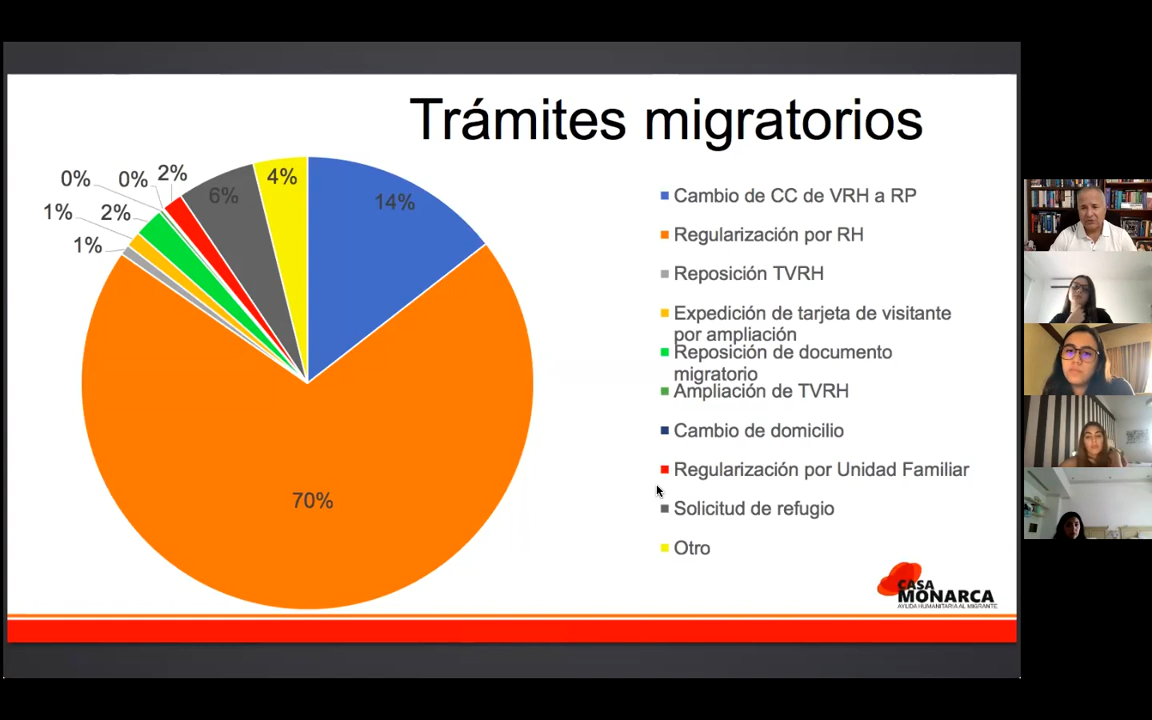 Trámites migratorios
0%
0%
2%
6%
4%
14%
1%
2%
1%
70%
Cambio de CC de VRH a RP
Regularización por RH
Reposición TVRH
Expedición de tarjeta de visitante
por ampliación
Reposición de documento
migratorio
Ampliación de TVRH
Cambio de domicilio
Regularización por Unidad Familiar
Solicitud de refugio
Otro
CASA
MONARCA
AYUDA HUMANITARIA AL MIGRANTE